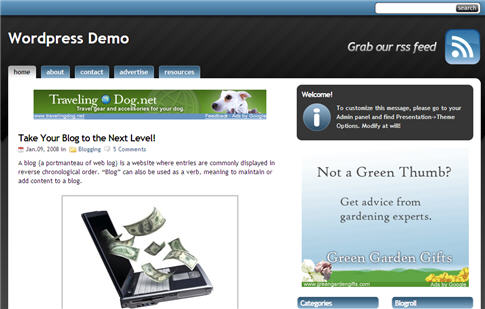 search
Wordpress Demo
Grab our rss feed
home
about
contact
advertise
resources
Traveling Dog.net
Travel gear and accessories for your dog.
www.travelingdog.net
Feedback - Ads by Google
Take Your Blog to the Next Level!
Jan.09, 2008 in Blogging 5 Comments
A blog (a portmanteau of web log) is a website where entries are commonly displayed in
reverse chronological order. “Blog” can also be used as a verb, meaning to maintain or
add content to a blog.
Welcome!
To customize this message, please go to your
Admin panel and find Presentation->Theme
Options. Modify at will!
Not a Green Thumb?
Get advice from
gardening experts.
Green Garden Gifts
www.greengardengifts.com
Ads by Google
Categories
Blogroll